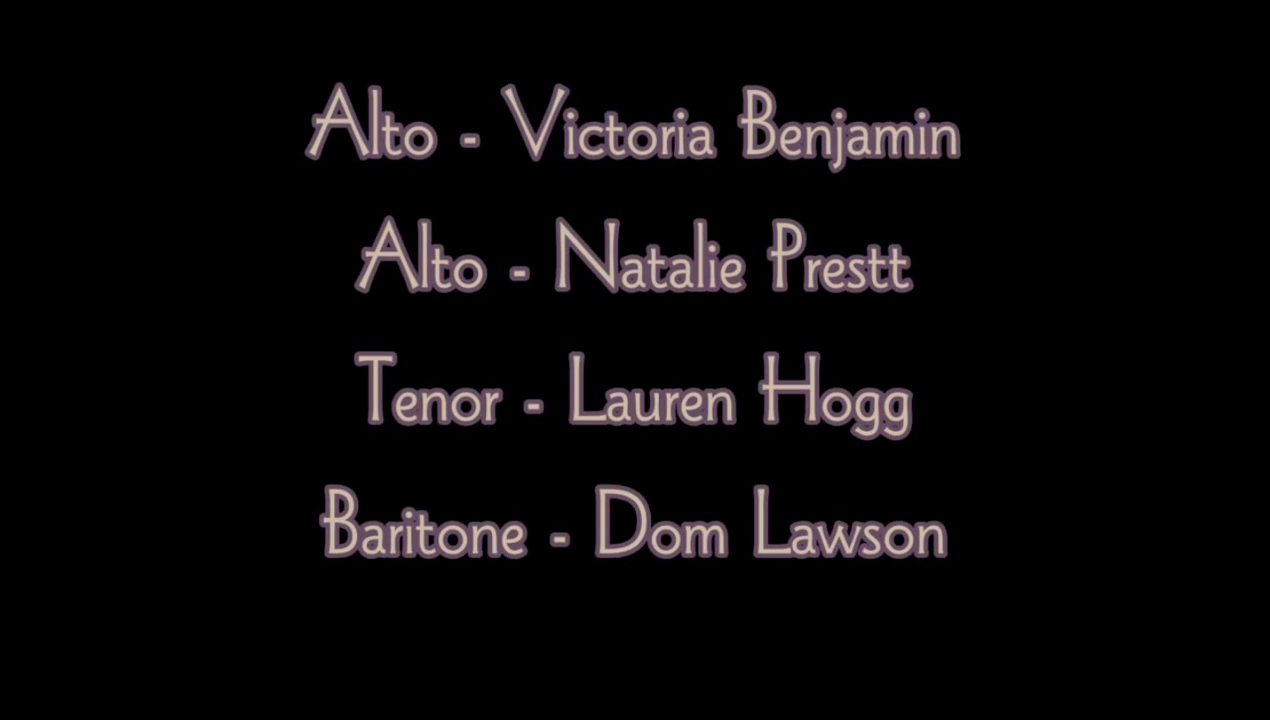 Alto - Victoria Benjamin
Alto - Natalie Prestt
Tenor - Lauren Hogg
Baritone - Dom Lawson